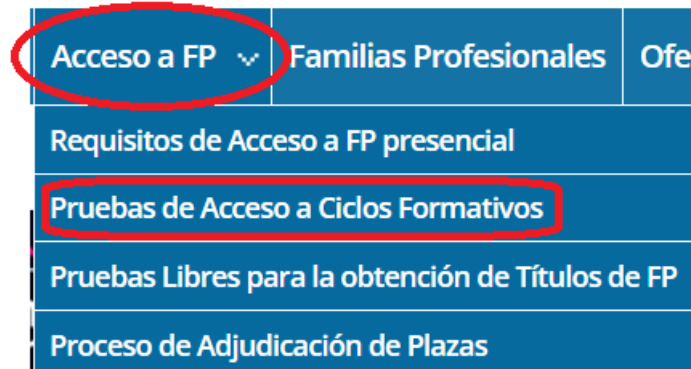 Acceso a FP Familias Profesionales Ofe
Requisitos de Acceso a FP presencial
Pruebas de Acceso a Ciclos Formativos
Pruebas Libres para la obtención de Títulos de FP
Proceso de Adjudicación de Plazas